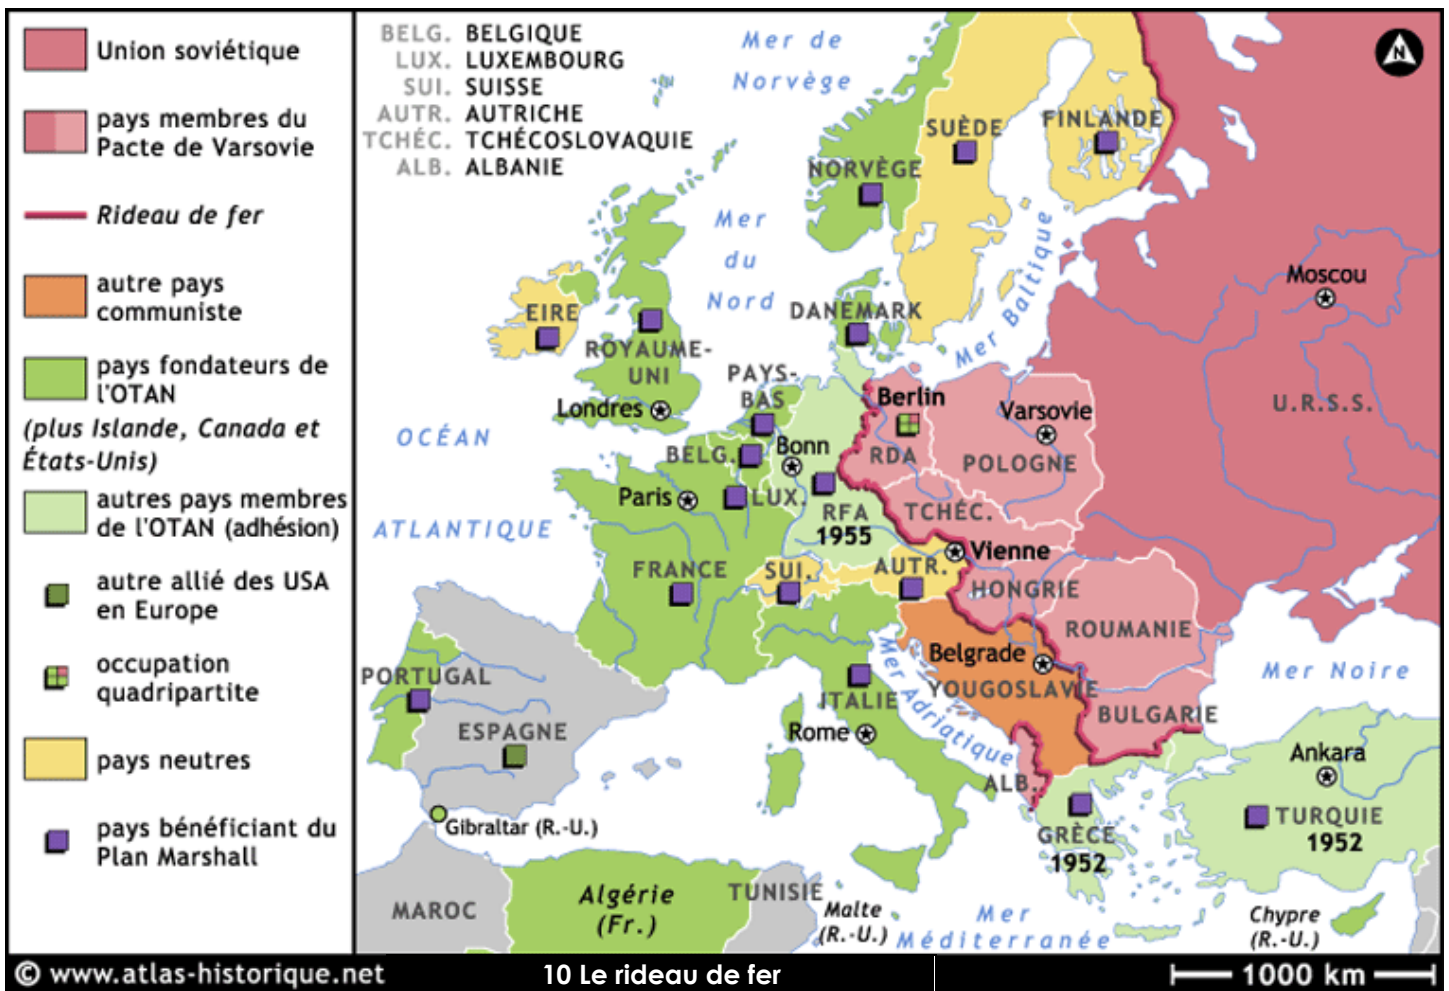 Union soviétique
pays membres du
Pacte de Varsovie
Rideau de fer
autre pays
communiste
pays fondateurs de
l'OTAN
(plus Islande, Canada et
États-Unis)
autres pays membres
de l'OTAN (adhésion)
autre allié des USA
en Europe
occupation
quadripartite
pays neutres
pays bénéficiant du
Plan Marshall
BELG. BELGIQUE
LUX. LUXEMBOURG
SUI. SUISSE
AUTR. AUTRICHE
TCHÉC. TCHÉCOSLOVAQUIE
ALB. ALBANIE
Mer de
Norvège
N
SUÈDE
FINLANDE
NORVÈGE
Mer
du
Nord
Mer Baltique
Moscou
EIRE
DANEMARK
ROYAUME-
UNI
PAYS-
BAS
Londres
Berlin
Varsovie
U.R.S.S.
OCÉAN
ATLANTIQUE
BELG.
Bonn
RDA
POLOGNE
Paris
LUX.
RFA
1955
TCHÉC.
Vienne
FRANCE
SUI.
AUTR.
HONGRIE
ROUMANIE
Belgrade
Mer Noire
PORTUGAL
ITALIE
Mer Adriatique
YOUGOSLAVIE
BULGARIE
ESPAGNE
Rome
Ankara
ALB.
Gibraltar (R.-U.)
GRÈCE
1952
TURQUIE
1952
MAROC
Algérie
(Fr.)
TUNISIE
Malte
(R.-U.)
Mer
Méditerranée
Chypre
(R.-U.)
© www.atlas-historique.net
10 Le rideau de fer
1000 km